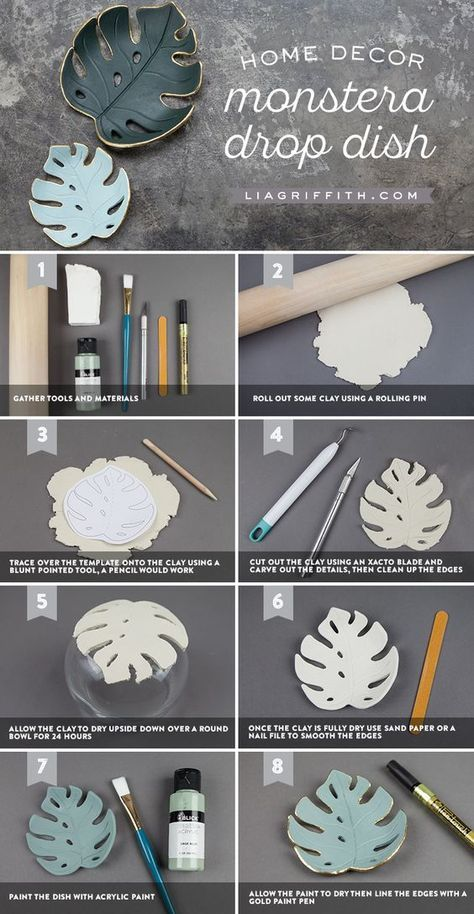 HOME DECOR
monstera
drop dish
LIAGRIFFITH.COM
1
GATHER TOOLS AND MATERIALS
2
ROLL OUT SOME CLAY USING A ROLLING PIN
3
TRACE OVER THE TEMPLATE ONTO THE CLAY USING A
BLUNT POINTED TOOL, A PENCIL WOULD WORK
4
CUT OUT THE CLAY USING AN XACTO BLADE AND
CARVE OUT THE DETAILS, THEN CLEAN UP THE EDGES
5
ALLOW THE CLAY TO DRY UPSIDE DOWN OVER A ROUND
BOWL FOR 24 HOURS
6
ONCE THE CLAY IS FULLY DRY USE SAND PAPER OR A
NAIL FILE TO SMOOTH THE EDGES
7
BLICK
ACRYLIC
PAINT THE DISH WITH ACRYLIC PAINT
8
ALLOW THE PAINT TO DRY THEN LINE THE EDGES WITH A
GOLD PAINT PEN